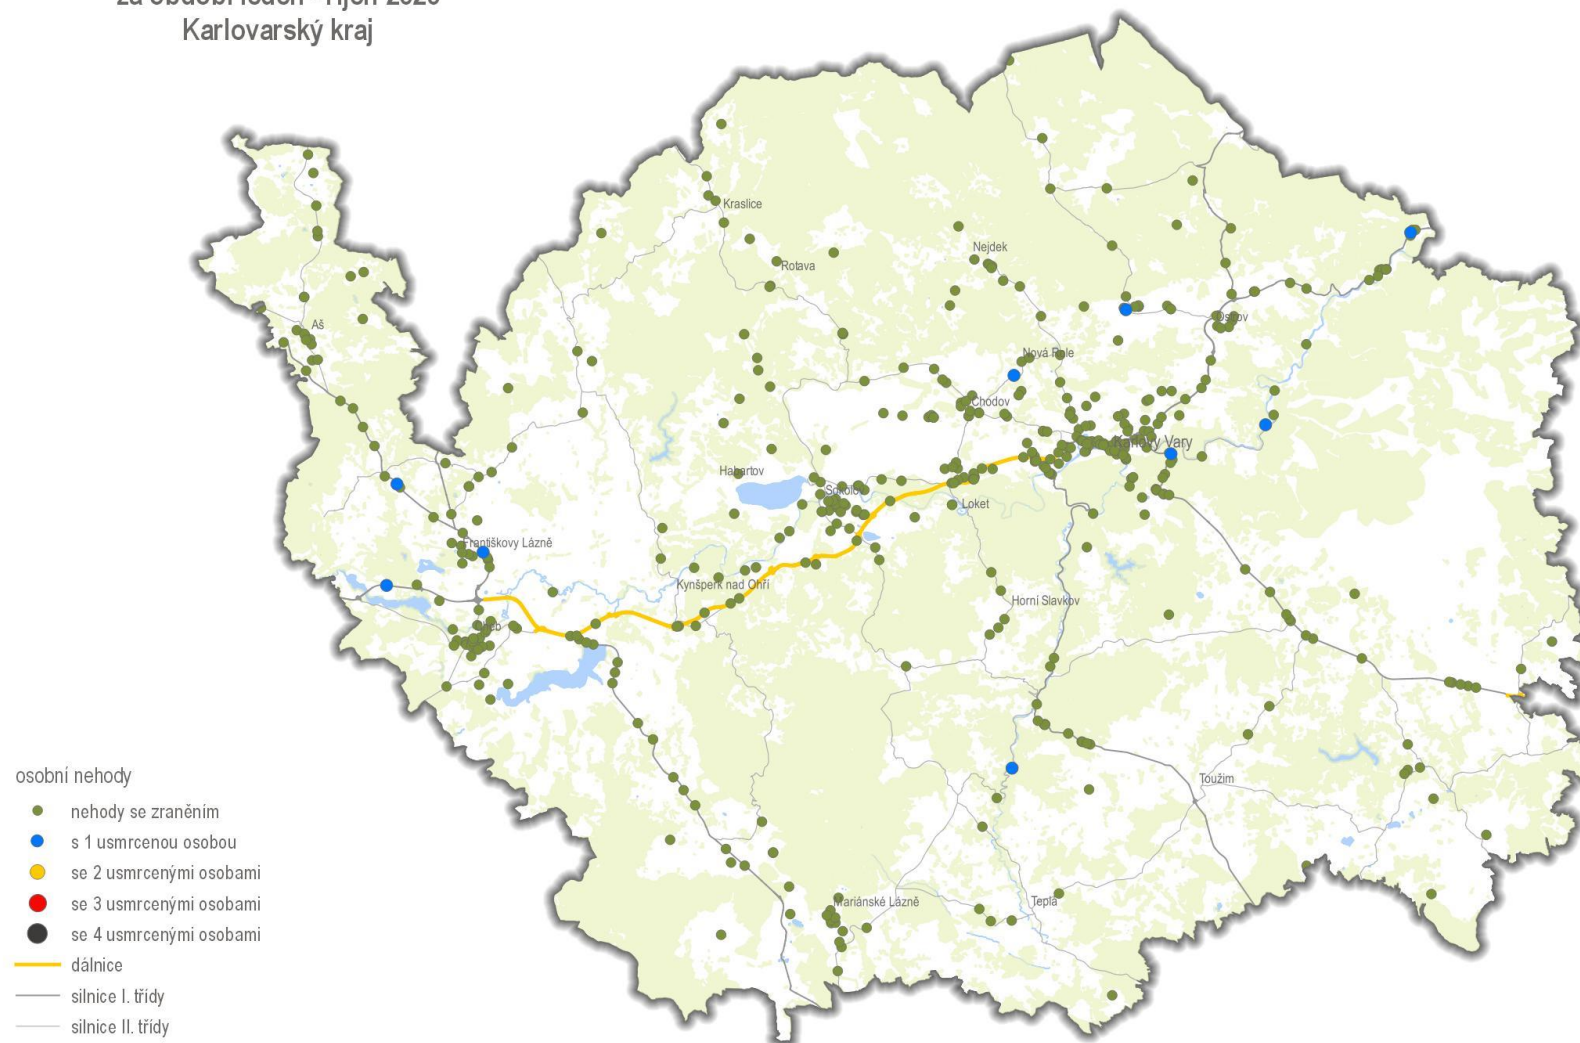 Karlovarský kraj
Kraslice
Rotava
Nejdek
Aš
Ostrov
Nová Role
Chodov
Karlovy Vary
Habartov
Sokolov
Loket
Františkovy Lázně
Kynšperk nad Ohří
Horní Slavkov
Cheb
Toužim
Mariánské Lázně
Teplá
osobní nehody
nehody se zraněním
s 1 usmrcenou osobou
se 2 usmrcenými osobami
se 3 usmrcenými osobami
se 4 usmrcenými osobami
dálnice
silnice I. třídy
silnice II. třídy